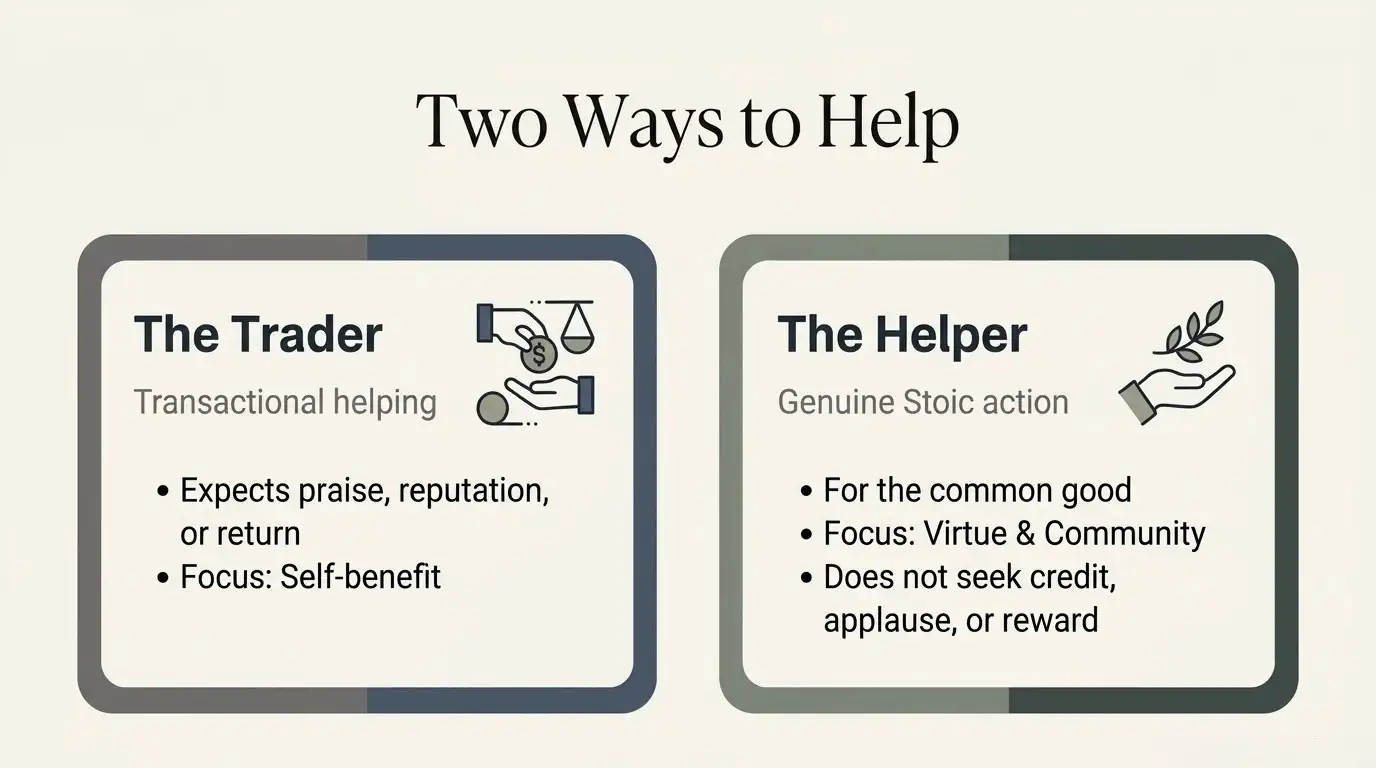 Two Ways to Help
The Trader
Transactional helping
$
• Expects praise, reputation,
or return
• Focus: Self-benefit
The Helper
Genuine Stoic action
• For the common good
• Focus: Virtue & Community
• Does not seek credit,
applause, or reward